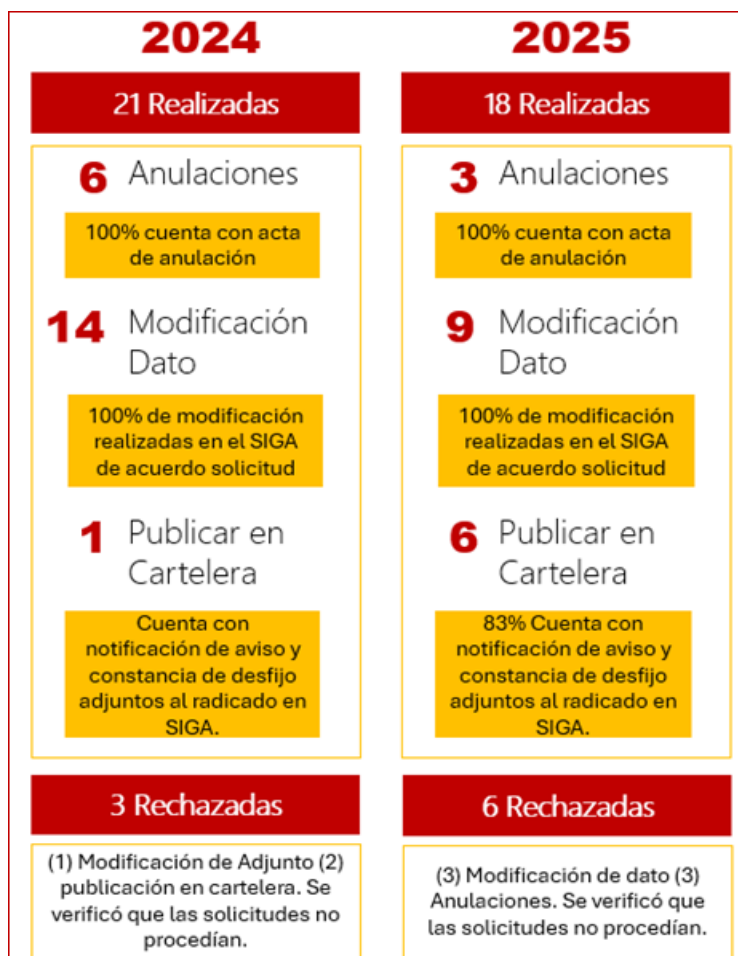 2024
21 Realizadas
6 Anulaciones
100% cuenta con acta
de anulación
14 Modificación
Dato
100% de modificación
realizadas en el SIGA
de acuerdo solicitud
1 Publicar en
Cartelera
Cuenta con
notificación de aviso y
constancia de desfijo
adjuntos al radicado en
SIGA.
3 Rechazadas
(1) Modificación de Adjunto (2)
publicación en cartelera. Se
verificó que las solicitudes no
procedían.
2025
18 Realizadas
3 Anulaciones
100% cuenta con acta
de anulación
9 Modificación
Dato
100% de modificación
realizadas en el SIGA
de acuerdo solicitud
6 Publicar en
Cartelera
83% Cuenta con
notificación de aviso y
constancia de desfijo
adjuntos al radicado en
SIGA.
6 Rechazadas
(3) Modificación de dato (3)
Anulaciones. Se verificó que
las solicitudes no procedían.